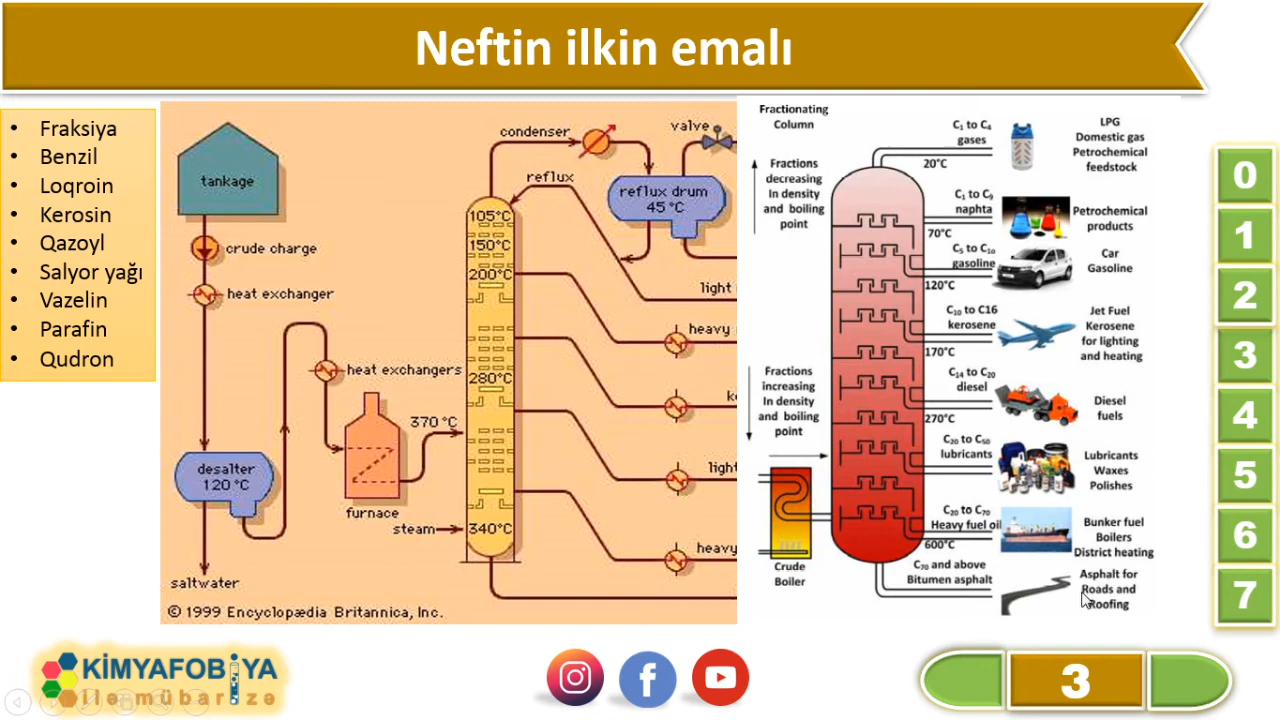 Neftin ilkin emalı
• Fraksiya
• Benzil
• Loqroin
• Kerosin
• Qazoyl
• Salyor yağı
• Vazelin
• Parafin
• Qudron
tankage
crude charge
heat exchanger
desalter
120 °C
saltwater
heat exchangers
furnace
370 °C
steam
condenser
reflux
valve
reflux drum
45 °C
105°C
150°C
200°C
280°C
340°C
light
heavy
light
heavy
© 1999 Encyclopædia Britannica, Inc.
Fractionating
Column
Fractions
decreasing
In density
and boiling
point
Fractions
increasing
In density
and boiling
point
Crude
Boiler
C₁ to C₄
gases
20°C
LPG
Domestic gas
Petrochemical
feedstock
C₁ to C₉
naphta
70°C
Petrochemical
products
C₅ to C₁₀
gasoline
120°C
Car
Gasoline
C₁₀ to C16
kerosene
170°C
Jet Fuel
Kerosene
for lighting
and heating
C₁₄ to C₂₀
diesel
270°C
Diesel
fuels
C₂₀ to C₅₀
lubricants
Lubricants
Waxes
Polishes
C₂₀ to C₇₀
Heavy fuel oil
600°C
Bunker fuel
Boilers
District heating
C₇₀ and above
Bitumen asphalt
Asphalt for
Roads and
Roofing
0
1
2
3
4
5
6
7
KİMYAFOBİYA
ilə mübarizə
3